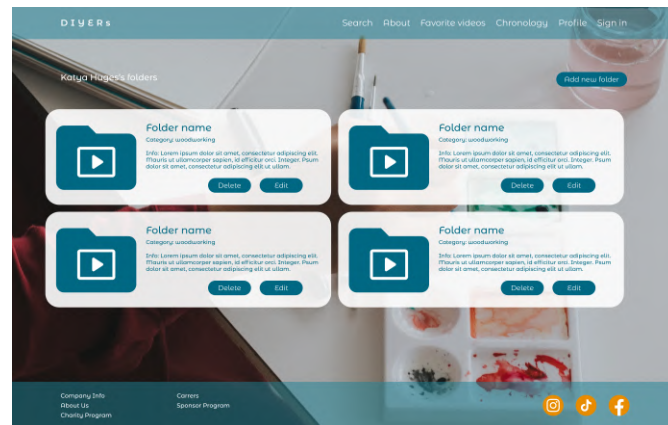 DIYERs
Search About Favorite videos Chronology Profile Sign in
Katya Huges's folders
Add new folder
Folder name
Category: woodworking
Info: Lorem ipsum dolor sit amet, consectetur adipiscing elit.
Mauris ut ullamcorper sapien, id efficitur orci. Integer. Psum
dolor sit amet, consectetur adipiscing elit ut ullam.
Delete Edit
Folder name
Category: woodworking
Info: Lorem ipsum dolor sit amet, consectetur adipiscing elit.
Mauris ut ullamcorper sapien, id efficitur orci. Integer. Psum
dolor sit amet, consectetur adipiscing elit ut ullam.
Delete Edit
Folder name
Category: woodworking
Info: Lorem ipsum dolor sit amet, consectetur adipiscing elit.
Mauris ut ullamcorper sapien, id efficitur orci. Integer. Psum
dolor sit amet, consectetur adipiscing elit ut ullam.
Delete Edit
Folder name
Category: woodworking
Info: Lorem ipsum dolor sit amet, consectetur adipiscing elit.
Mauris ut ullamcorper sapien, id efficitur orci. Integer. Psum
dolor sit amet, consectetur adipiscing elit ut ullam.
Delete Edit
Company Info
About Us
Charity Program
Carrers
Sponsor Program